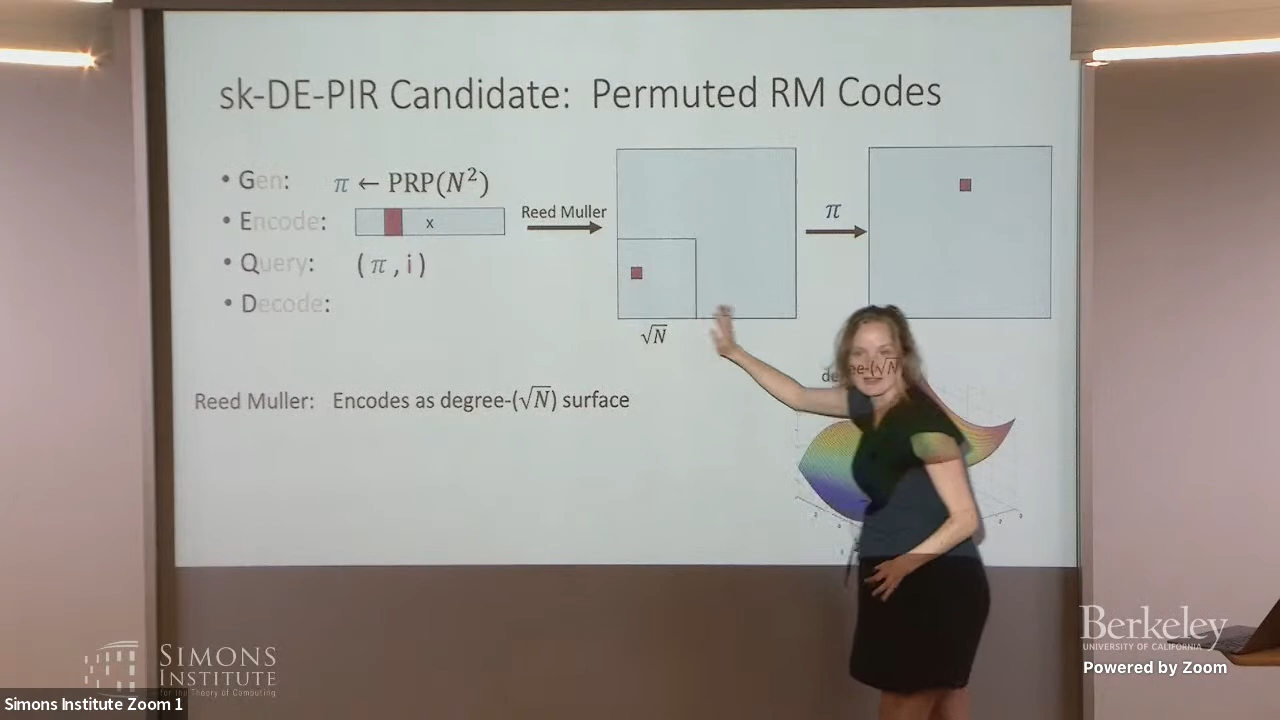 sk-DE-PIR Candidate: Permuted RM Codes
• Gen: π ← PRP(N²)
• Encode: x
Reed Muller
π
• Query: (π, i)
• Decode:
√N
Reed Muller: Encodes as degree-(√N) surface
ee-(√N
SIMONS
INSTITUTE
for the Theory of Computing
Berkeley
UNIVERSITY OF CALIFORNIA
Powered by Zoom
Simons Institute Zoom 1